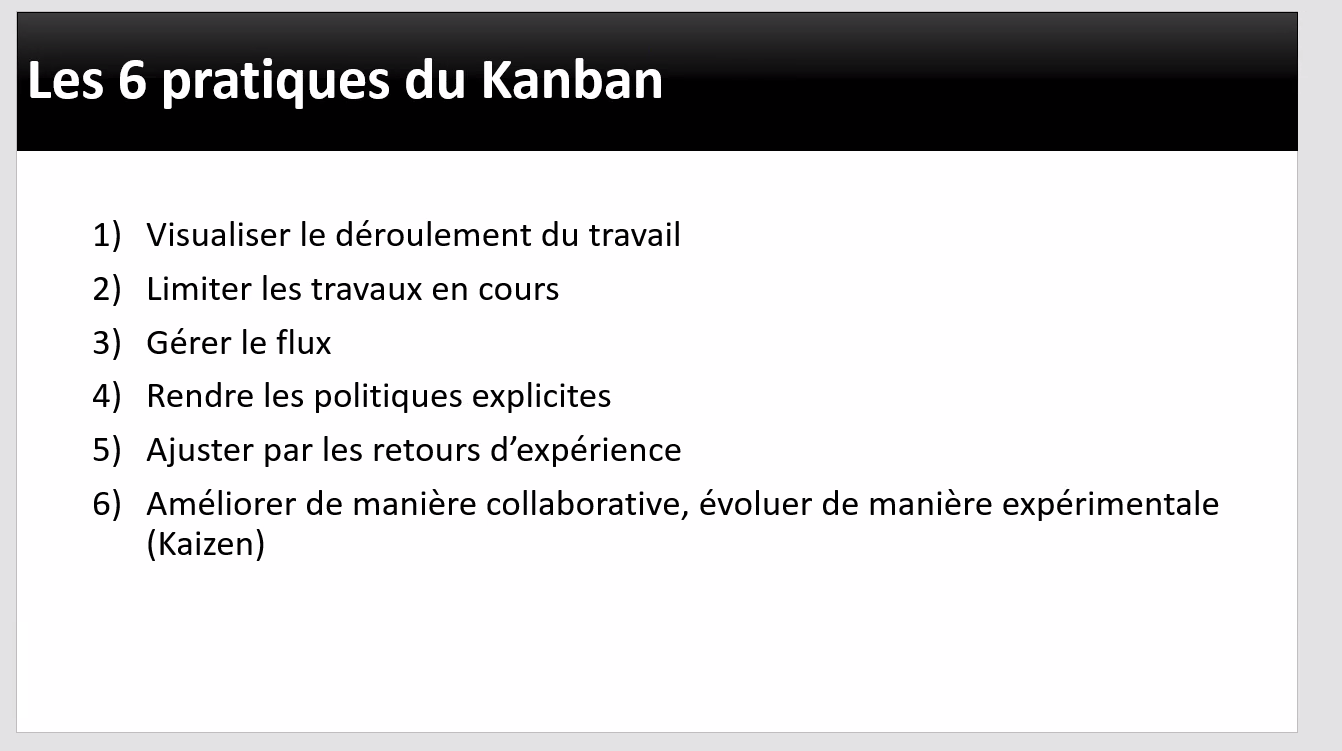 Les 6 pratiques du Kanban
1) Visualiser le déroulement du travail
2) Limiter les travaux en cours
3) Gérer le flux
4) Rendre les politiques explicites
5) Ajuster par les retours d’expérience
6) Améliorer de manière collaborative, évoluer de manière expérimentale
(Kaizen)